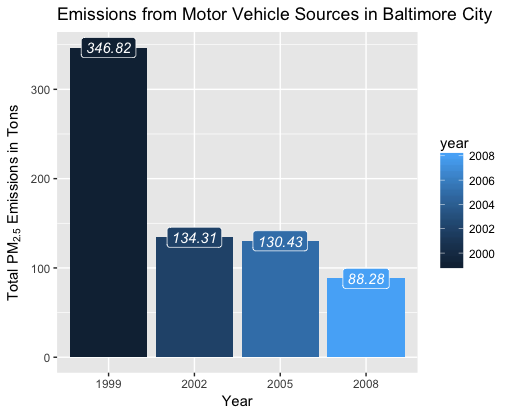 Emissions from Motor Vehicle Sources in Baltimore City
346.82
134.31
130.43
88.28
300
200
100
0
1999 2002 2005 2008
Year
Total PM2.5 Emissions in Tons
year
2008
2006
2004
2002
2000